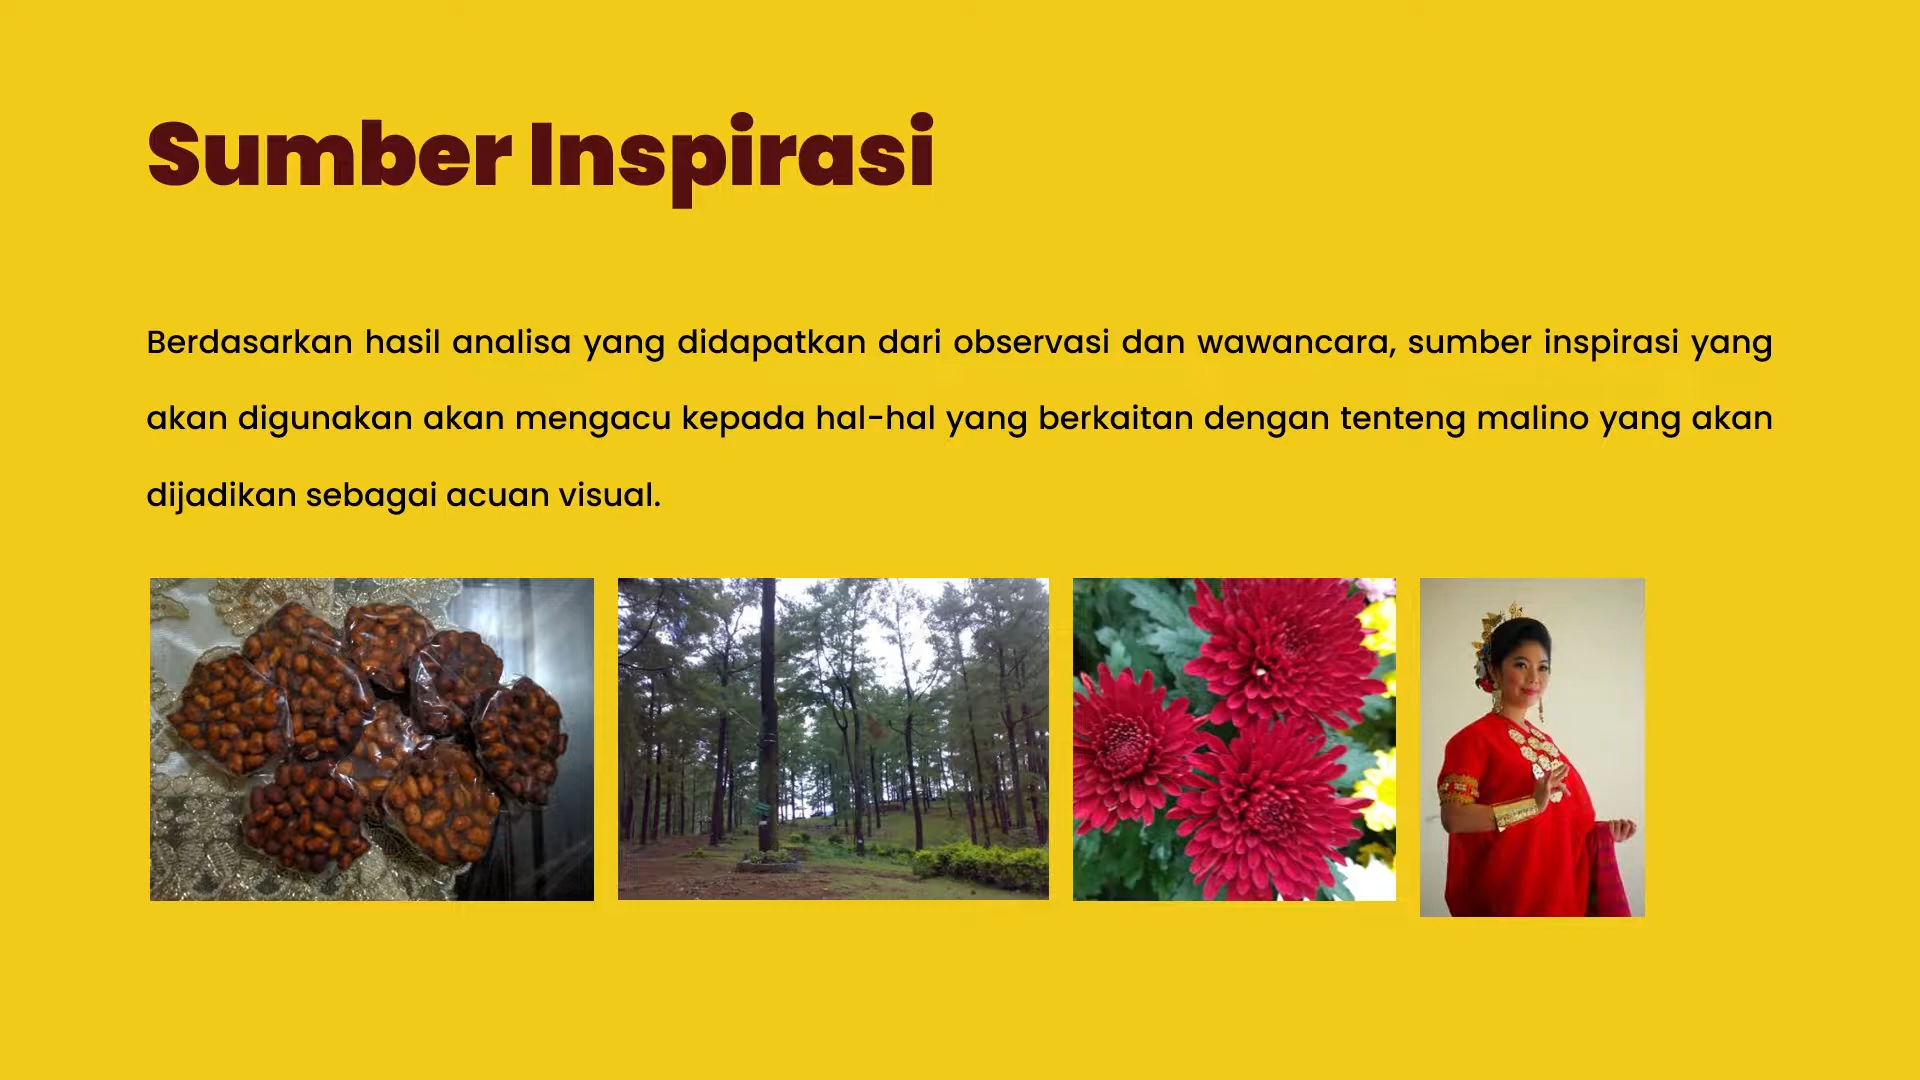 Sumber Inspirasi
Berdasarkan hasil analisa yang didapatkan dari observasi dan wawancara, sumber inspirasi yang
akan digunakan akan mengacu kepada hal-hal yang berkaitan dengan tenteng malino yang akan
dijadikan sebagai acuan visual.